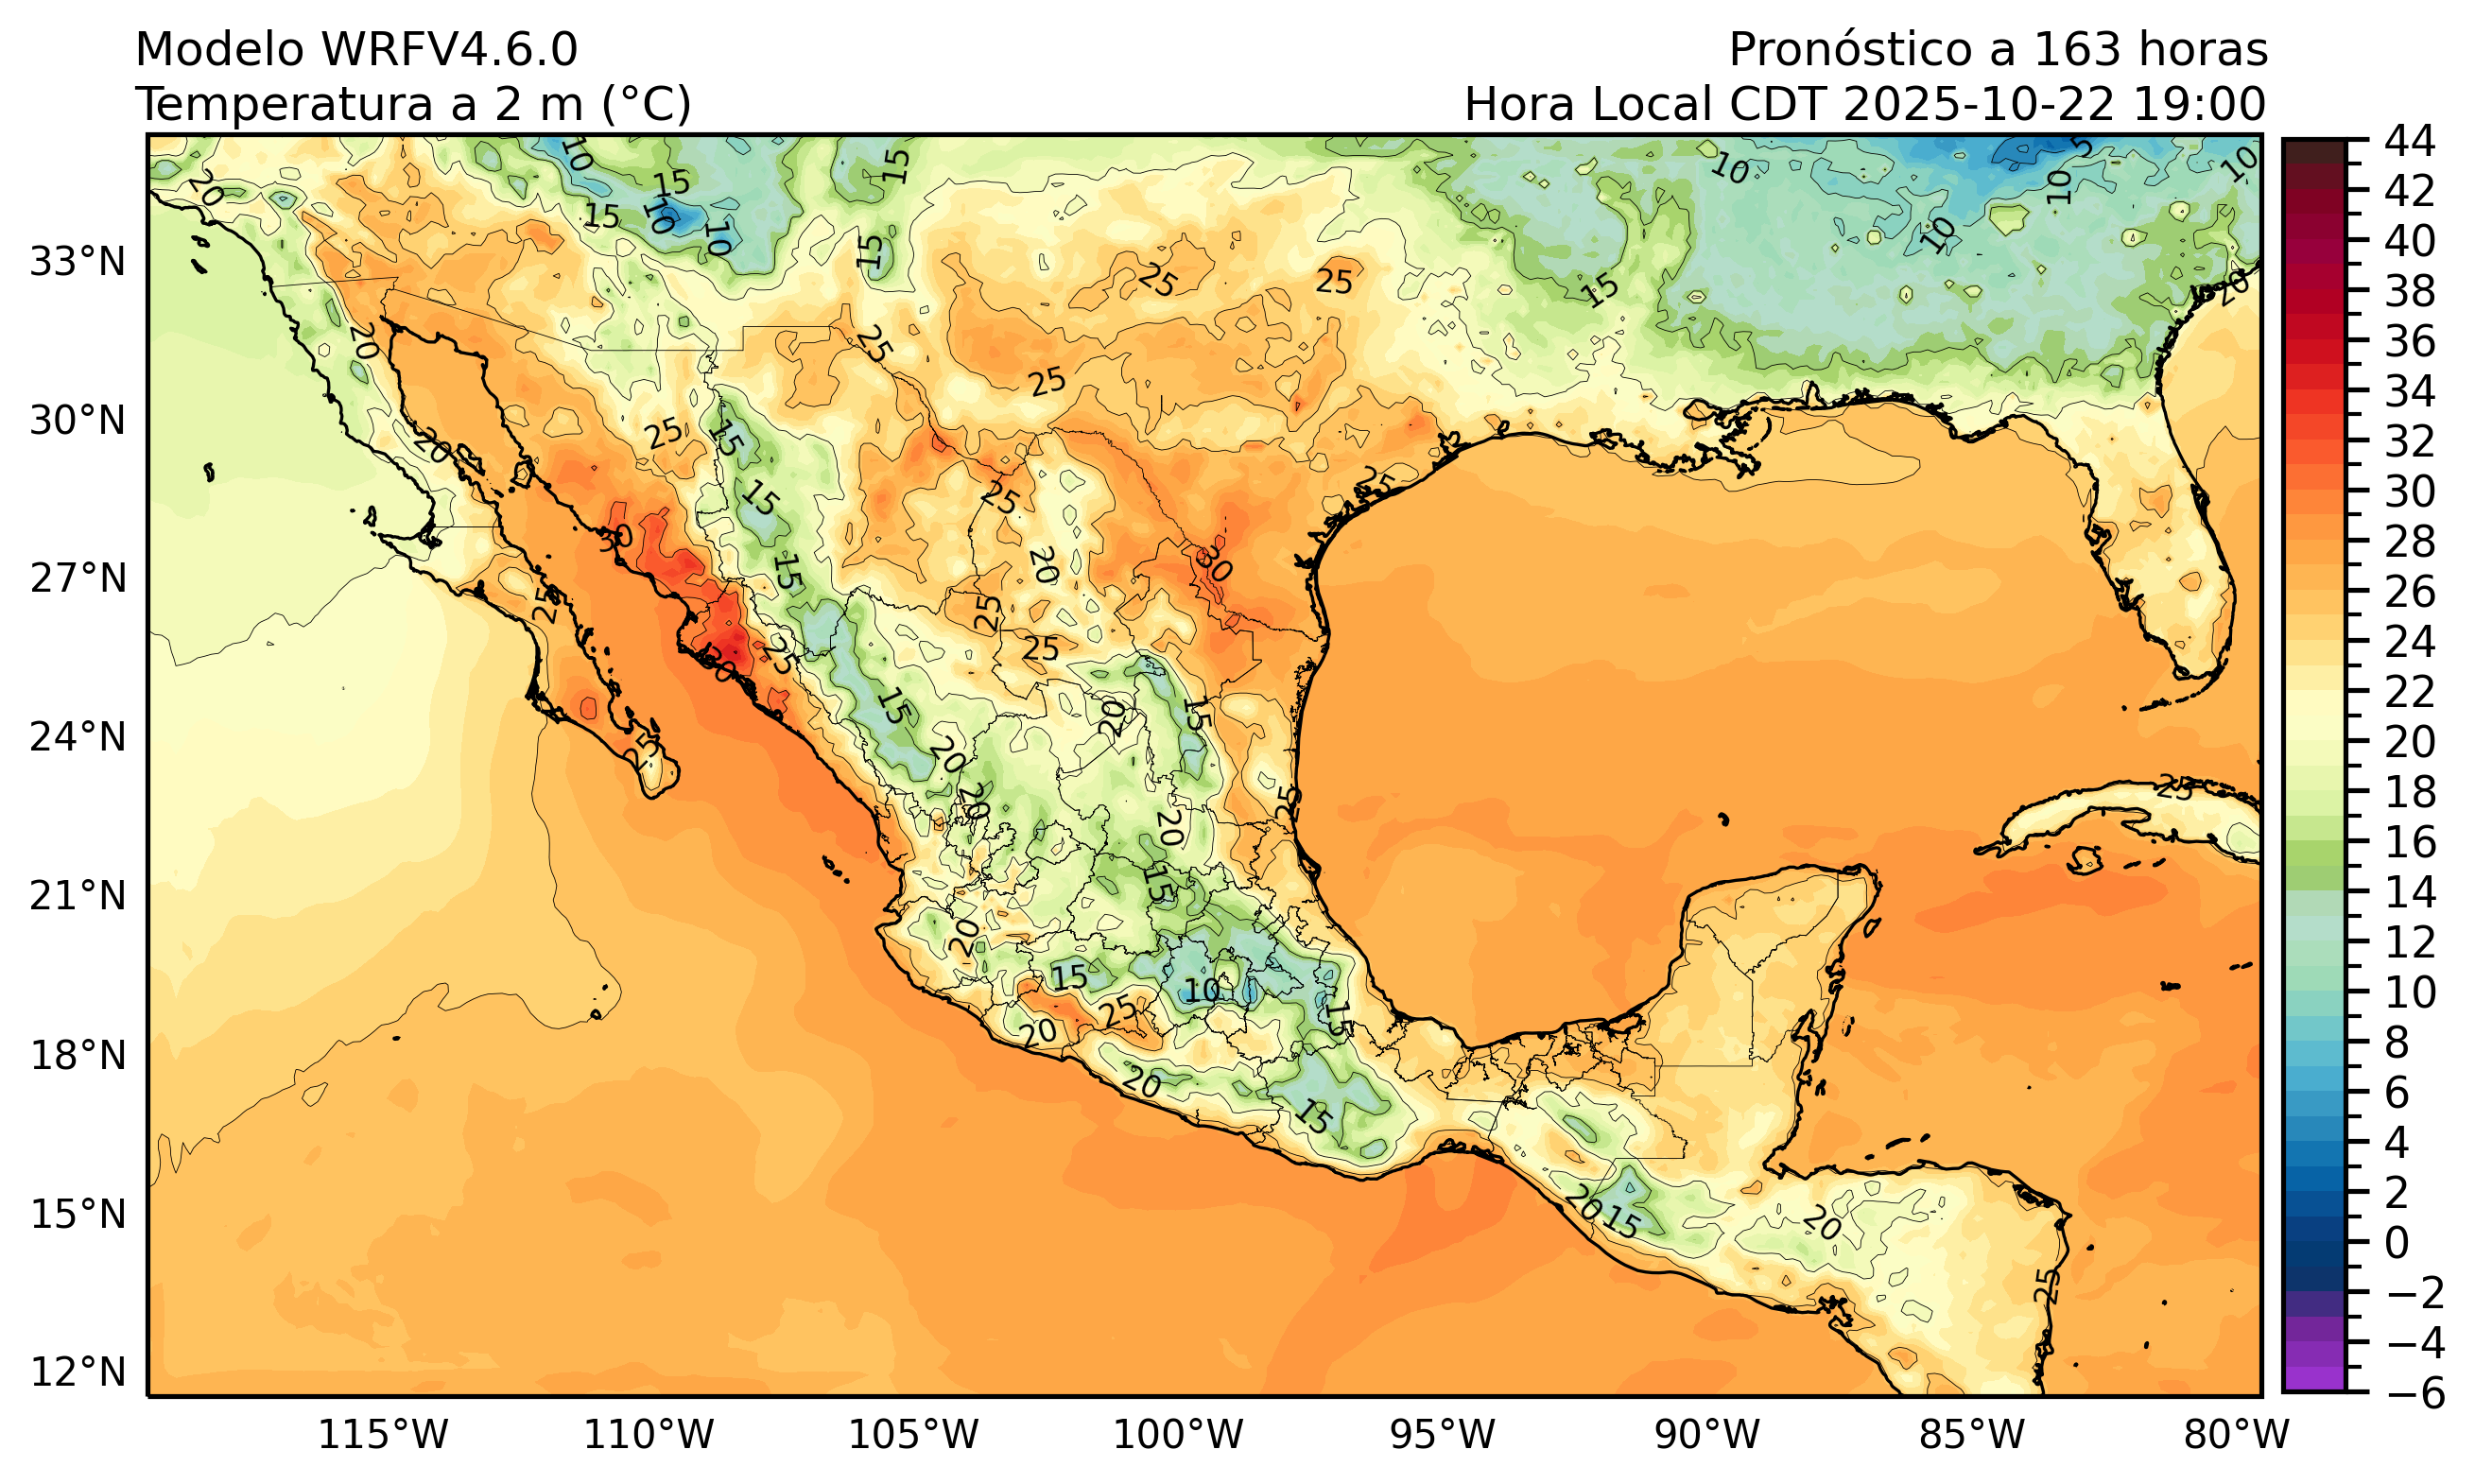 Modelo WRFV4.6.0
Pronóstico a 163 horas
Temperatura a 2 m (°C)
Hora Local CDT 2025-10-22 19:00
10 15 15 15 10 10 15 15 20 10 5 10 10 10 20
25 25 15 20 25 25
20 25 15 15 25 25
30 15 20 30
25 25 25 25 30
25 15 20 15 20 20 20 25 25
15 20 15 10 25 20 15
20 15 20 15 20 25
33°N
30°N
27°N
24°N
21°N
18°N
15°N
12°N
115°W 110°W 105°W 100°W 95°W 90°W 85°W 80°W
44
42
40
38
36
34
32
30
28
26
24
22
20
18
16
14
12
10
8
6
4
2
0
−2
−4
−6